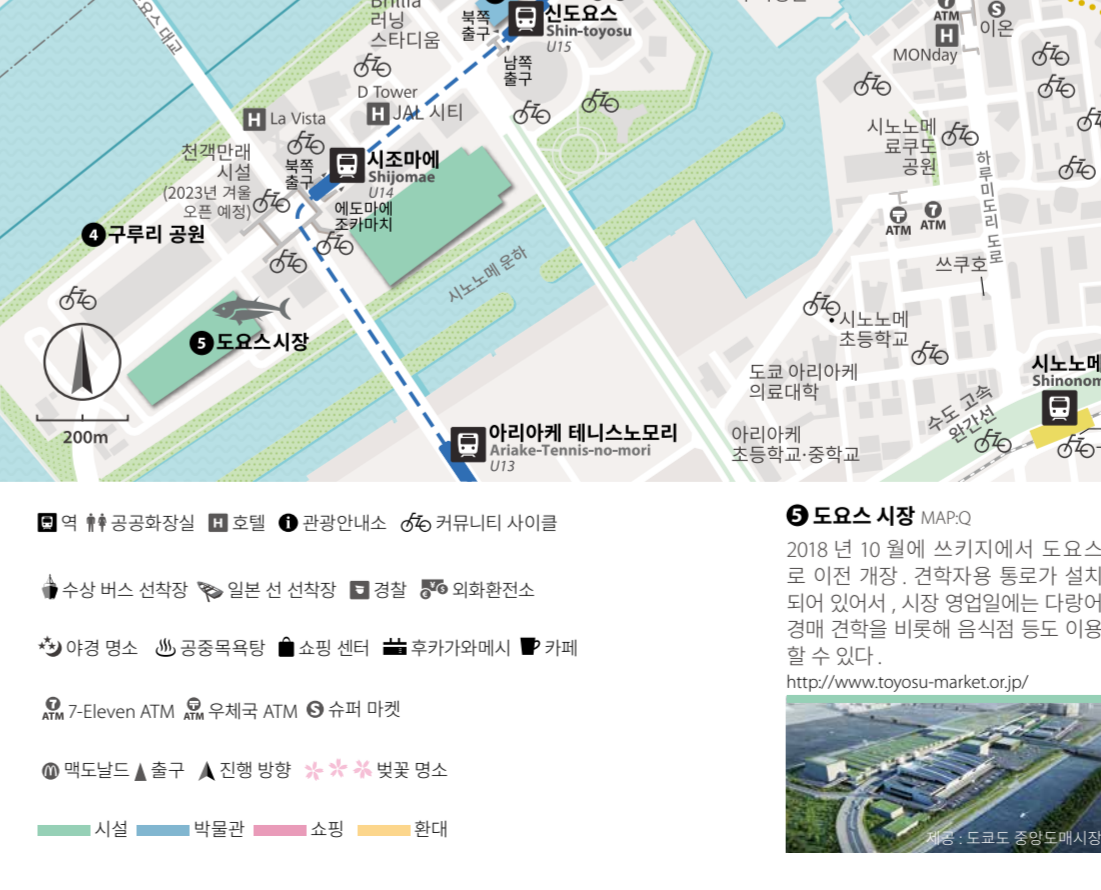 러닝
스타디움
북쪽
출구
신도요스
Shin-toyosu
U15
남쪽
출구
D Tower
H JAL 시티
H La Vista
천객만래
시설
(2023년 겨울
오픈 예정)
북쪽
출구
시조마에
Shijomae
U14
에도마에
조카마치
4 구루리 공원
5 도요스 시장
시노노메 운하
200m
아리아케 테니스노모리
Ariake-Tennis-no-mori
U13
ATM
S
이온
H
MONday
시노노메
료쿠도
공원
하루미도리 도로
ATM
7
ATM
쓰쿠호
시노노메
초등학교
도쿄 아리아케
의료대학
아리아케
초등학교·중학교
수도 고속
완간선
시노노메
Shinonom
역 공공화장실 H 호텔 i 관광안내소 커뮤니티 사이클
수상 버스 선착장 일본 선 선착장 경찰 외화환전소
야경 명소 공중목욕탕 쇼핑 센터 후카가와메시 카페
7 ATM 7-Eleven ATM ATM 우체국 ATM S 슈퍼 마켓
맥도날드 출구 진행 방향 벚꽃 명소
시설 박물관 쇼핑 환대
5 도요스 시장 MAP:Q
2018 년 10 월에 쓰키지에서 도요스
로 이전 개장 . 견학자용 통로가 설치
되어 있어서 , 시장 영업일에는 다랑어
경매 견학을 비롯해 음식점 등도 이용
할 수 있다 .
http://www.toyosu-market.or.jp/
제공 : 도쿄도 중앙도매시장